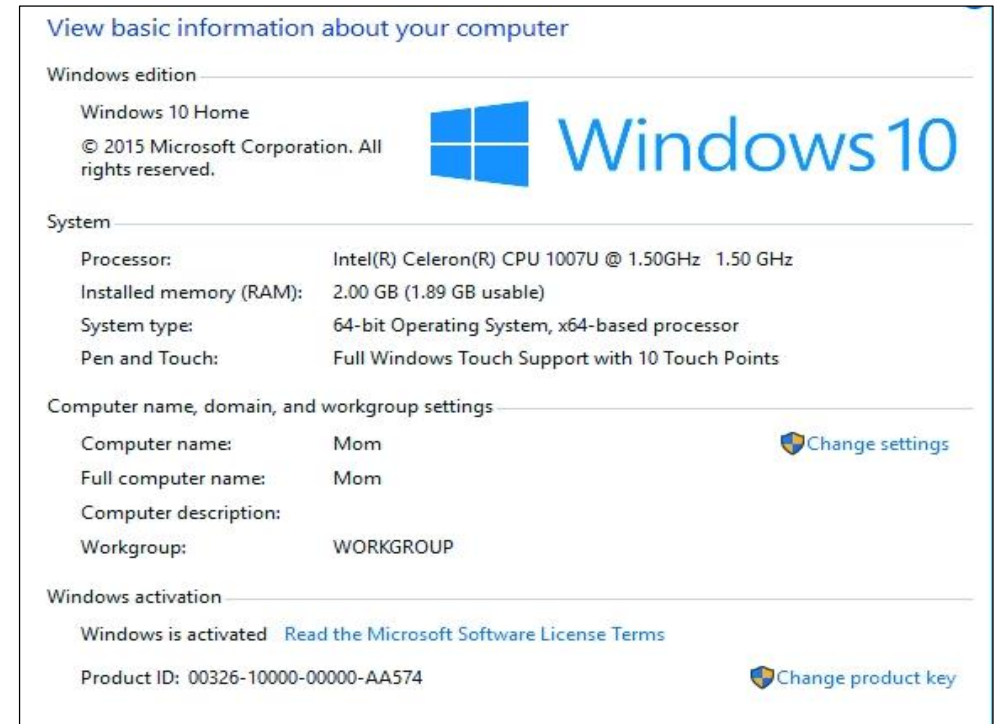 View basic information about your computer
Windows edition
Windows 10 Home
© 2015 Microsoft Corporation. All
rights reserved.
Windows 10
System
Processor: Intel(R) Celeron(R) CPU 1007U @ 1.50GHz 1.50 GHz
Installed memory (RAM): 2.00 GB (1.89 GB usable)
System type: 64-bit Operating System, x64-based processor
Pen and Touch: Full Windows Touch Support with 10 Touch Points
Computer name, domain, and workgroup settings
Computer name: Mom Change settings
Full computer name: Mom
Computer description:
Workgroup: WORKGROUP
Windows activation
Windows is activated Read the Microsoft Software License Terms
Product ID: 00326-10000-00000-AA574 Change product key